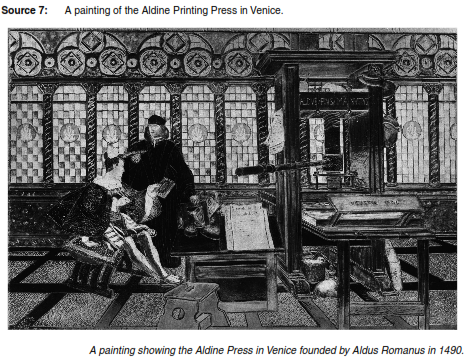 Source 7: A painting of the Aldine Printing Press in Venice.
A painting showing the Aldine Press in Venice founded by Aldus Romanus in 1490.